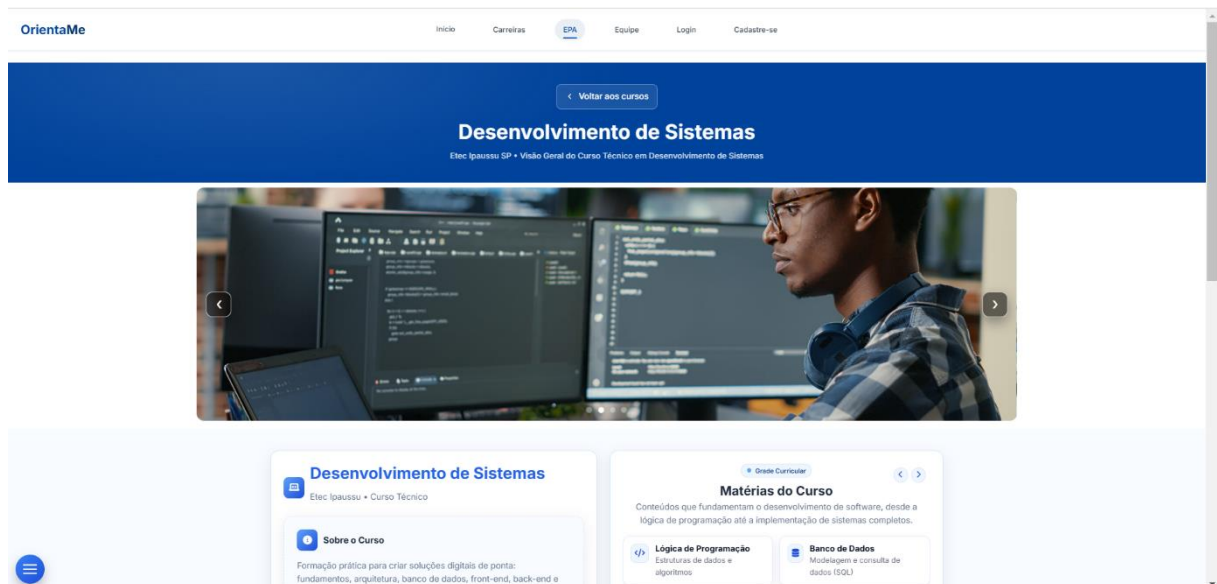 OrientaMe
Início
Carreiras
EPA
Equipe
Login
Cadastre-se
Voltar aos cursos
Desenvolvimento de Sistemas
Etec Ipaussu SP • Visão Geral do Curso Técnico em Desenvolvimento de Sistemas
Desenvolvimento de Sistemas
Etec Ipaussu • Curso Técnico
Sobre o Curso
Formação prática para criar soluções digitais de ponta:
fundamentos, arquitetura, banco de dados, front-end, back-end e
Grade Curricular
Matérias do Curso
Conteúdos que fundamentam o desenvolvimento de software, desde a
lógica de programação até a implementação de sistemas completos.
Lógica de Programação
Estruturas de dados e
algoritmos
Banco de Dados
Modelagem e consulta de
dados (SQL)